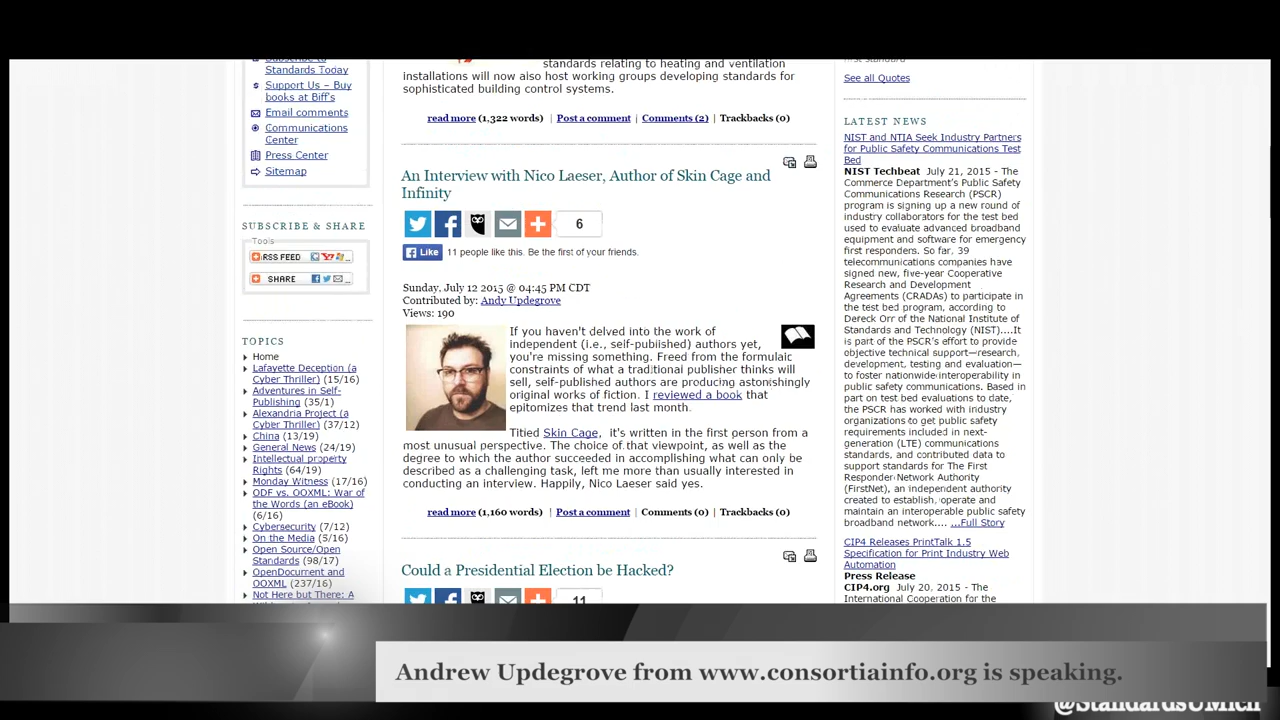 Subscribe to
Standards Today
Support Us – Buy
books at Biff's
Email comments
Communications
Center
Press Center
Sitemap
SUBSCRIBE & SHARE
Tools
RSS FEED
SHARE
TOPICS
Home
Lafayette Deception (a
Cyber Thriller) (15/16)
Adventures in Self-
Publishing (35/1)
Alexandria Project (a
Cyber Thriller) (37/12)
China (13/19)
General News (24/19)
Intellectual property
Rights (64/19)
Monday Witness (17/16)
ODF vs. OOXML: War of
the Words (an eBook)
(6/16)
Cybersecurity (7/12)
On the Media (5/16)
Open Source/Open
Standards (98/17)
OpenDocument and
OOXML (237/16)
Not Here but There: A
standards relating to heating and ventilation
installations will now also host working groups developing standards for
sophisticated building control systems.
read more (1,322 words) | Post a comment | Comments (2) | Trackbacks (0)
An Interview with Nico Laeser, Author of Skin Cage and
Infinity
6
Like 11 people like this. Be the first of your friends.
Sunday, July 12 2015 @ 04:45 PM CDT
Contributed by: Andy Updegrove
Views: 190
If you haven't delved into the work of
independent (i.e., self-published) authors yet,
you're missing something. Freed from the formulaic
constraints of what a traditional publisher thinks will
sell, self-published authors are producing astonishingly
original works of fiction. I reviewed a book that
epitomizes that trend last month.
Titled Skin Cage, it's written in the first person from a
most unusual perspective. The choice of that viewpoint, as well as the
degree to which the author succeeded in accomplishing what can only be
described as a challenging task, left me more than usually interested in
conducting an interview. Happily, Nico Laeser said yes.
read more (1,160 words) | Post a comment | Comments (0) | Trackbacks (0)
Could a Presidential Election be Hacked?
11
See all Quotes
LATEST NEWS
NIST and NTIA Seek Industry Partners
for Public Safety Communications Test
Bed
NIST Techbeat July 21, 2015 - The
Commerce Department's Public Safety
Communications Research (PSCR)
program is signing up a new round of
industry collaborators for the test bed
used to evaluate advanced broadband
equipment and software for emergency
first responders. So far, 39
telecommunications companies have
signed new, five-year Cooperative
Research and Development
Agreements (CRADAs) to participate in
the test bed program, according to
Dereck Orr of the National Institute of
Standards and Technology (NIST)....It
is part of the PSCR's effort to provide
objective technical support—research,
development, testing and evaluation—
to foster nationwide interoperability in
public safety communications. Based in
part on test bed evaluations to date,
the PSCR has worked with industry
organizations to get public safety
requirements included in next-
generation (LTE) communications
standards, and contributed data to
support standards for The First
Responder Network Authority
(FirstNet), an independent authority
created to establish, operate and
maintain an interoperable public safety
broadband network.... ...Full Story
CIP4 Releases PrintTalk 1.5
Specification for Print Industry Web
Automation
Press Release
CIP4.org July 20, 2015 - The
International Cooperation for the
Andrew Updegrove from www.consortiainfo.org is speaking.
@StandardsUMich